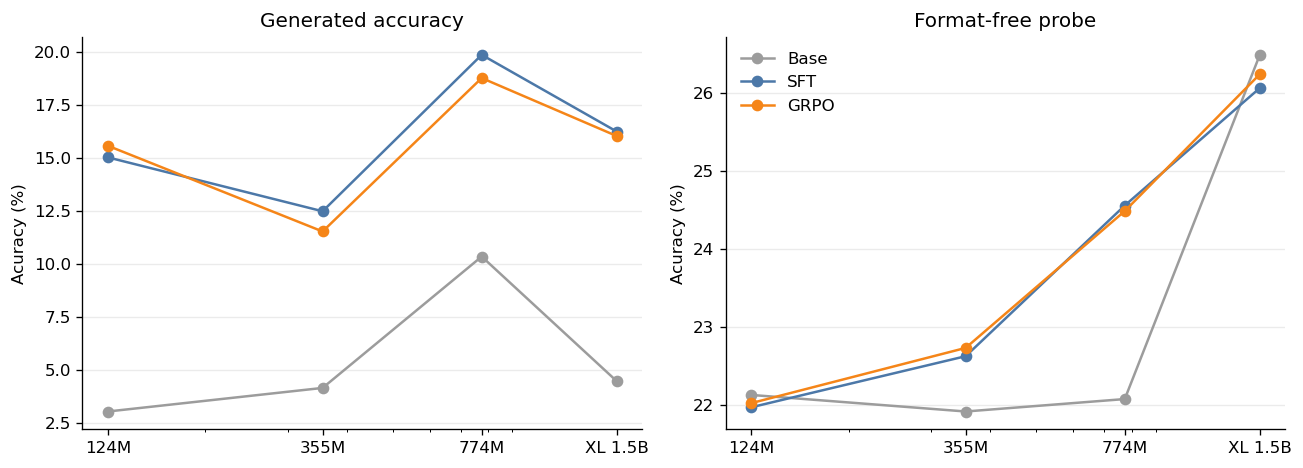 Generated accuracy
Acuracy (%)
20.0
17.5
15.0
12.5
10.0
7.5
5.0
2.5
124M 355M 774M XL 1.5B
Format-free probe
Base
SFT
GRPO
Acuracy (%)
26
25
24
23
22
124M 355M 774M XL 1.5B